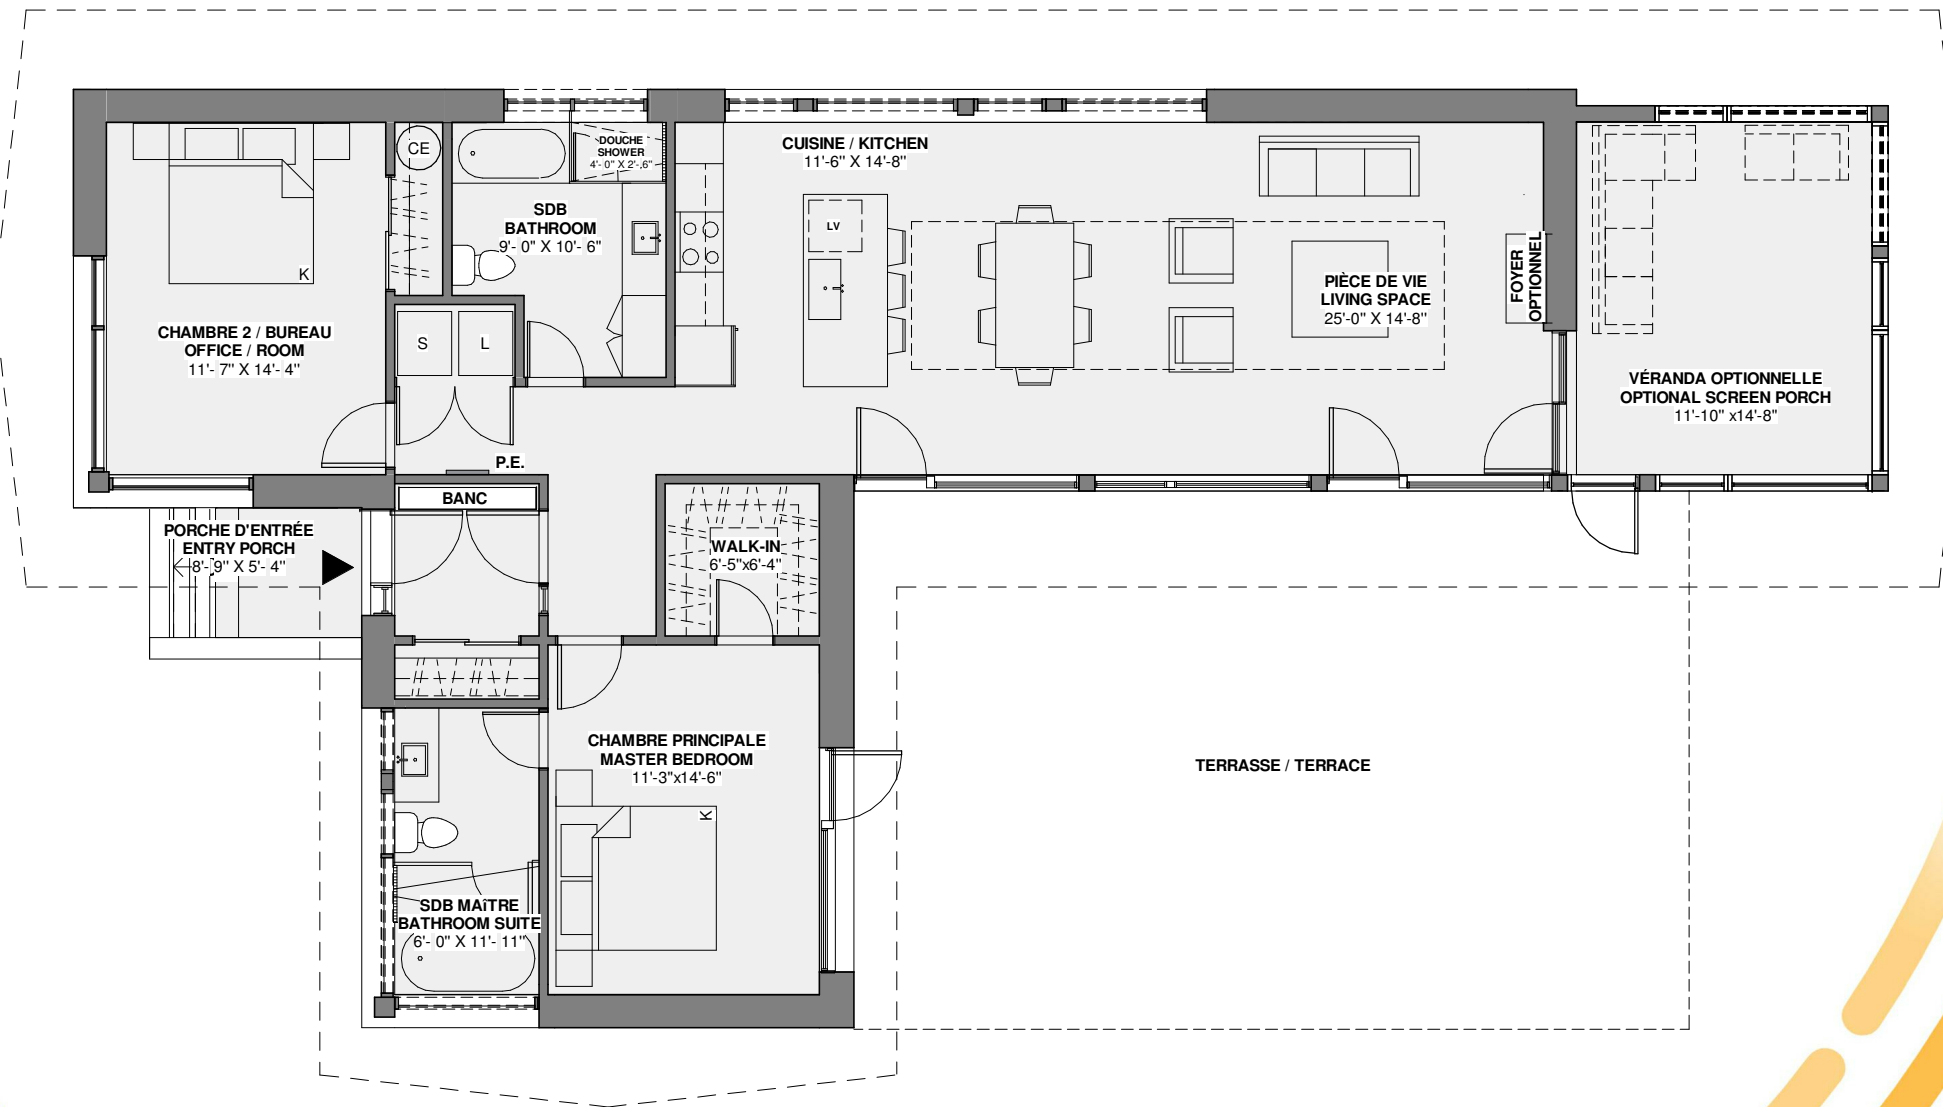 CE
DOUCHE
SHOWER
4'- 0" X 2'-,6"
CUISINE / KITCHEN
11'-6" X 14'-8"
SDB
BATHROOM
9'- 0" X 10'- 6"
LV
K
PIÈCE DE VIE
LIVING SPACE
25'-0" X 14'-8"
FOYER
OPTIONNEL
CHAMBRE 2 / BUREAU
OFFICE / ROOM
11'- 7" X 14'- 4"
S
L
VÉRANDA OPTIONNELLE
OPTIONAL SCREEN PORCH
11'-10" x14'-8"
P.E.
BANC
PORCHE D'ENTRÉE
ENTRY PORCH
8'- 9" X 5'- 4"
WALK-IN
6'-5"x6'-4"
CHAMBRE PRINCIPALE
MASTER BEDROOM
11'-3"x14'-6"
K
TERRASSE / TERRACE
SDB MAîTRE
BATHROOM SUITE
6'- 0" X 11'- 11"